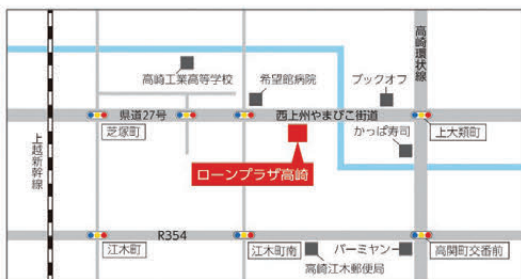 高崎環状線
高崎工業高等学校
希望館病院
ブックオフ
県道27号
西上州やまびこ街道
芝塚町
上大類町
かっぱ寿司
上越新幹線
ローンプラザ高崎
R354
江木町
江木町南
バーミヤン
高関町交番前
高崎江木郵便局